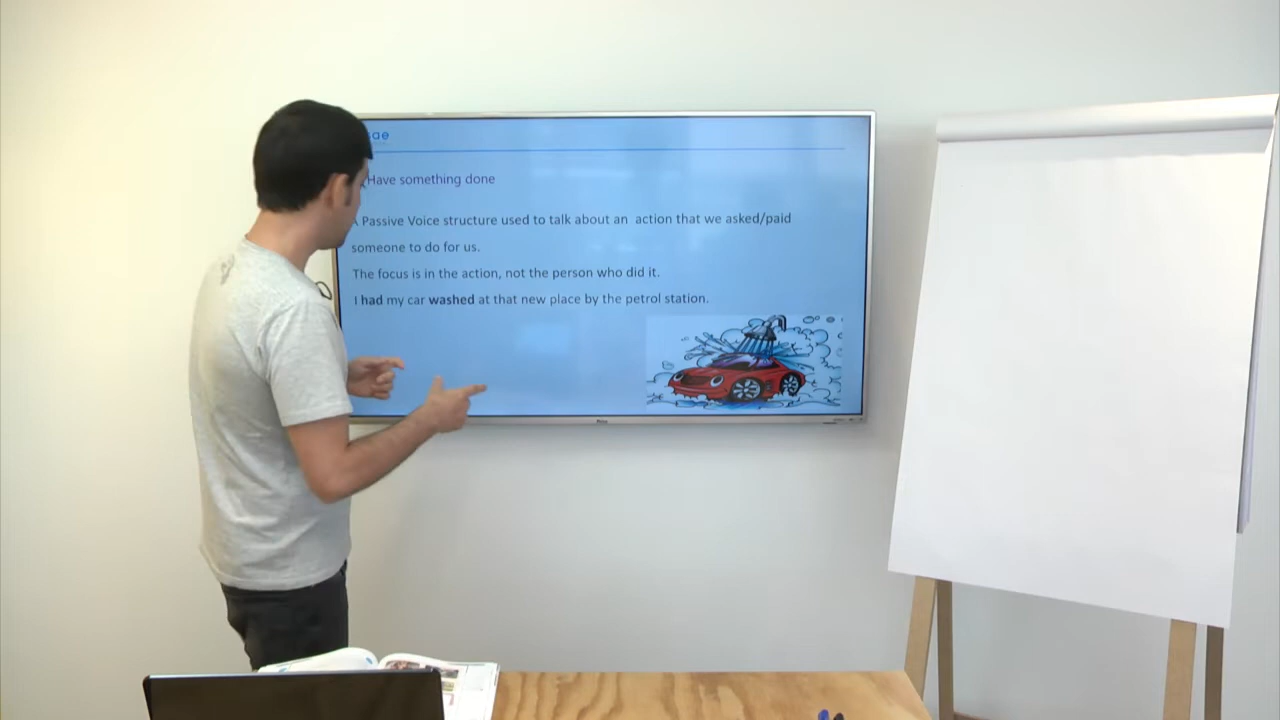 ae
Have something done
Passive Voice structure used to talk about an action that we asked/paid
someone to do for us.
The focus is in the action, not the person who did it.
I had my car washed at that new place by the petrol station.